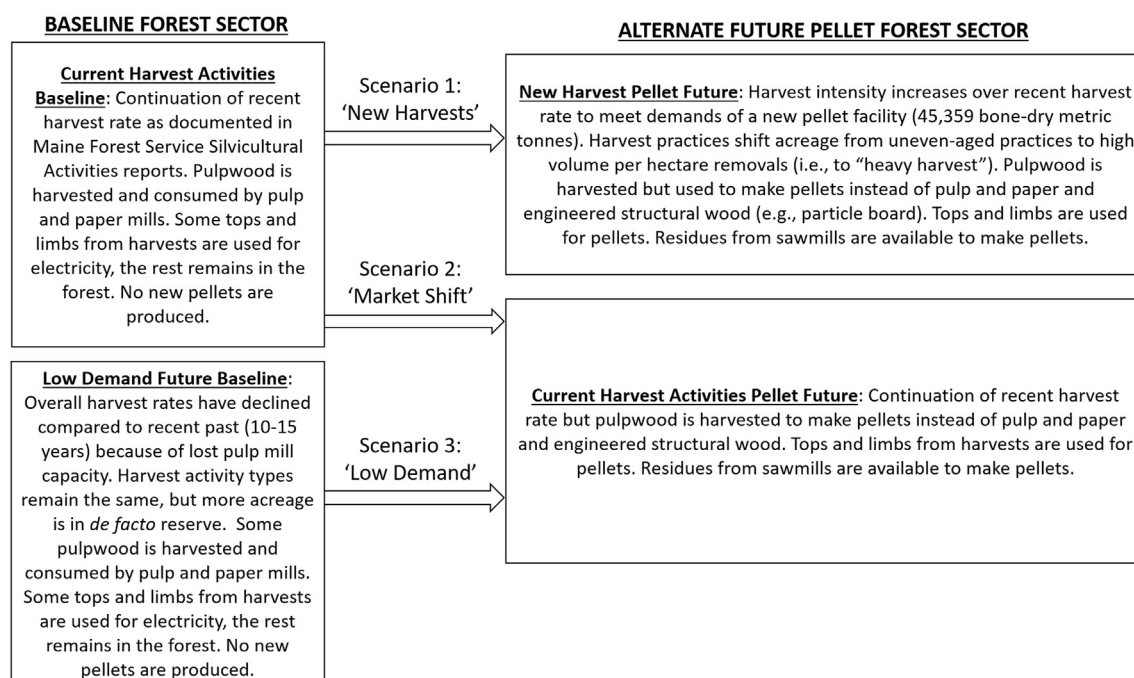 BASELINE FOREST SECTOR
Current Harvest Activities
Baseline: Continuation of recent
harvest rate as documented in
Maine Forest Service Silvicultural
Activities reports. Pulpwood is
harvested and consumed by pulp
and paper mills. Some tops and
limbs from harvests are used for
electricity, the rest remains in the
forest. No new pellets are
produced.
Low Demand Future Baseline:
Overall harvest rates have declined
compared to recent past (10-15
years) because of lost pulp mill
capacity. Harvest activity types
remain the same, but more acreage
is in de facto reserve. Some
pulpwood is harvested and
consumed by pulp and paper mills.
Some tops and limbs from harvests
are used for electricity, the rest
remains in the forest. No new
pellets are produced.
Scenario 1:
‘New Harvests’
Scenario 2:
‘Market Shift’
Scenario 3:
‘Low Demand’
ALTERNATE FUTURE PELLET FOREST SECTOR
New Harvest Pellet Future: Harvest intensity increases over recent harvest
rate to meet demands of a new pellet facility (45,359 bone-dry metric
tonnes). Harvest practices shift acreage from uneven-aged practices to high
volume per hectare removals (i.e., to “heavy harvest”). Pulpwood is
harvested but used to make pellets instead of pulp and paper and
engineered structural wood (e.g., particle board). Tops and limbs are used
for pellets. Residues from sawmills are available to make pellets.
Current Harvest Activities Pellet Future: Continuation of recent harvest
rate but pulpwood is harvested to make pellets instead of pulp and paper
and engineered structural wood. Tops and limbs from harvests are used for
pellets. Residues from sawmills are available to make pellets.